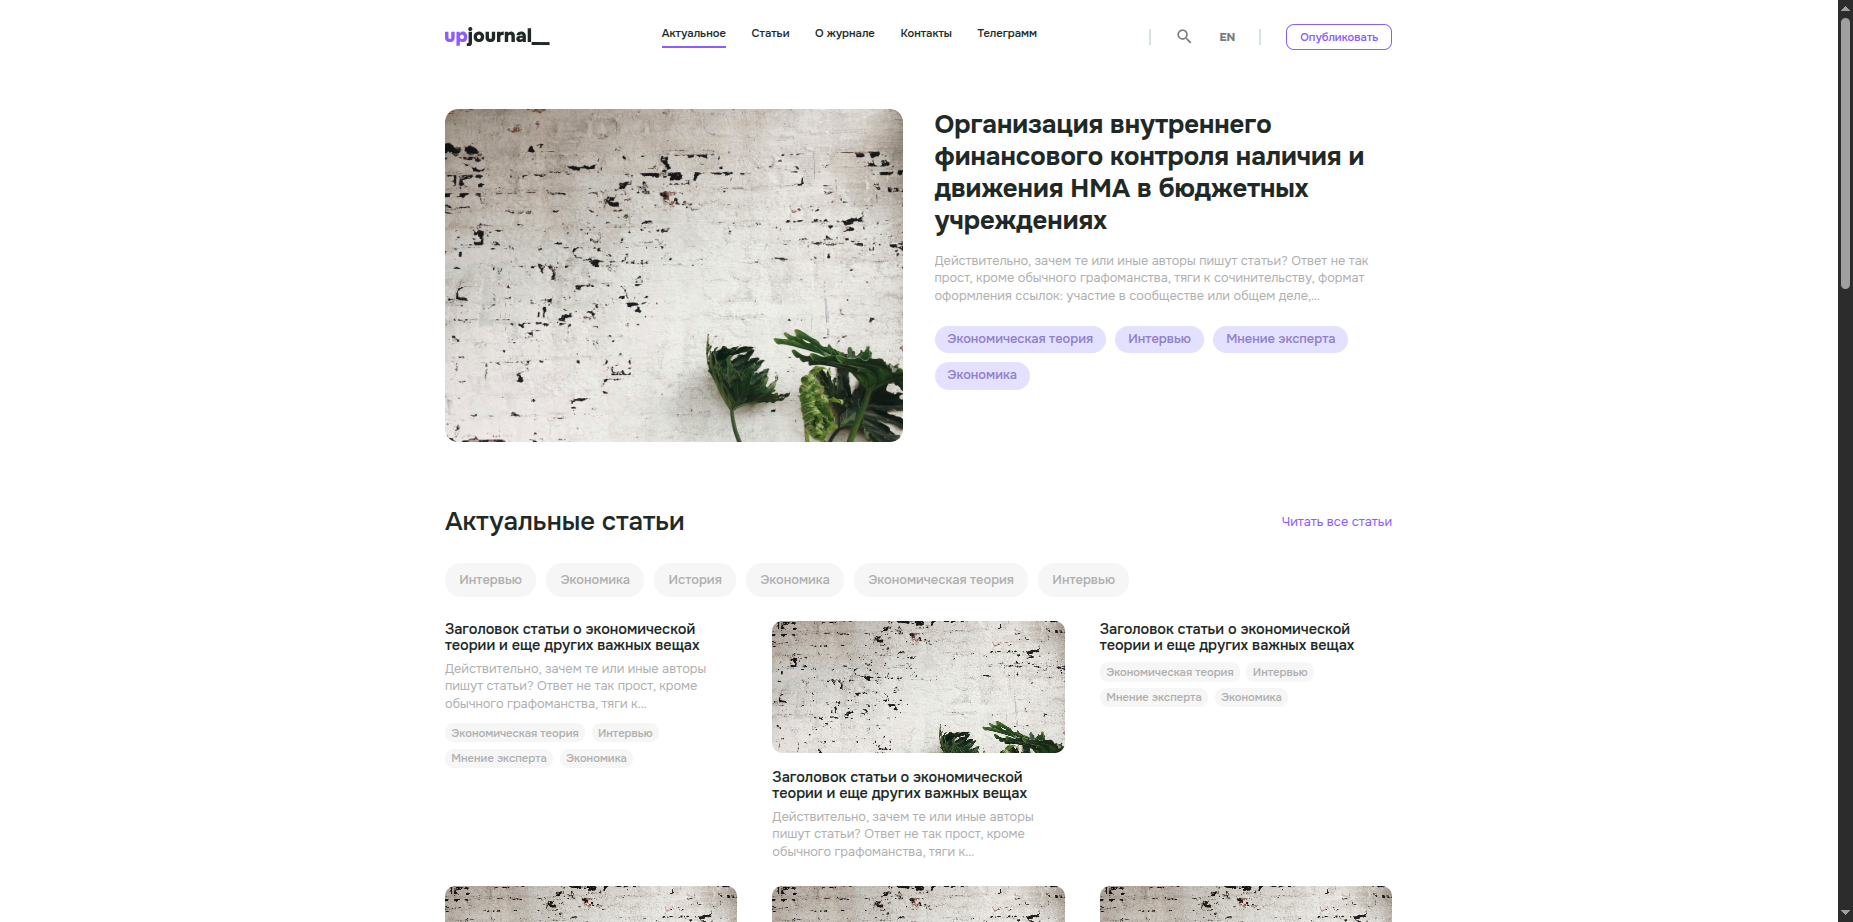 upjournal__
Актуальное
Статьи
О журнале
Контакты
Телеграмм
EN
Опубликовать
Организация внутреннего
финансового контроля наличия и
движения НМА в бюджетных
учреждениях
Действительно, зачем те или иные авторы пишут статьи? Ответ не так
прост, кроме обычного графоманства, тяги к сочинительству, формат
оформления ссылок: участие в сообществе или общем деле,...
Экономическая теория
Интервью
Мнение эксперта
Экономика
Актуальные статьи
Читать все статьи
Интервью
Экономика
История
Экономика
Экономическая теория
Интервью
Заголовок статьи о экономической
теории и еще других важных вещах
Действительно, зачем те или иные авторы
пишут статьи? Ответ не так прост, кроме
обычного графоманства, тяги к...
Экономическая теория
Интервью
Мнение эксперта
Экономика
Заголовок статьи о экономической
теории и еще других важных вещах
Действительно, зачем те или иные авторы
пишут статьи? Ответ не так прост, кроме
обычного графоманства, тяги к...
Заголовок статьи о экономической
теории и еще других важных вещах
Экономическая теория
Интервью
Мнение эксперта
Экономика